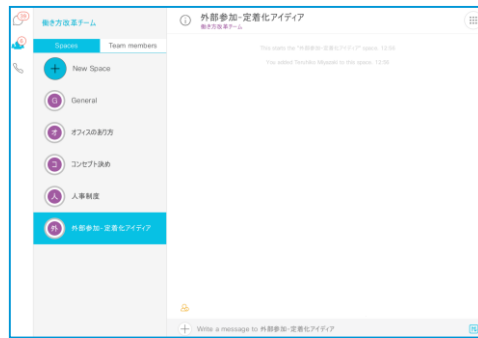 働き方改革チーム
Spaces
Team members
New Space
G
General
オ
オフィスのあり方
コ
コンセプト決め
人
人事制度
外
外部参加-定着化アイディア
外部参加-定着化アイディア
働き方改革チーム
Write a message to 外部参加-定着化アイディア